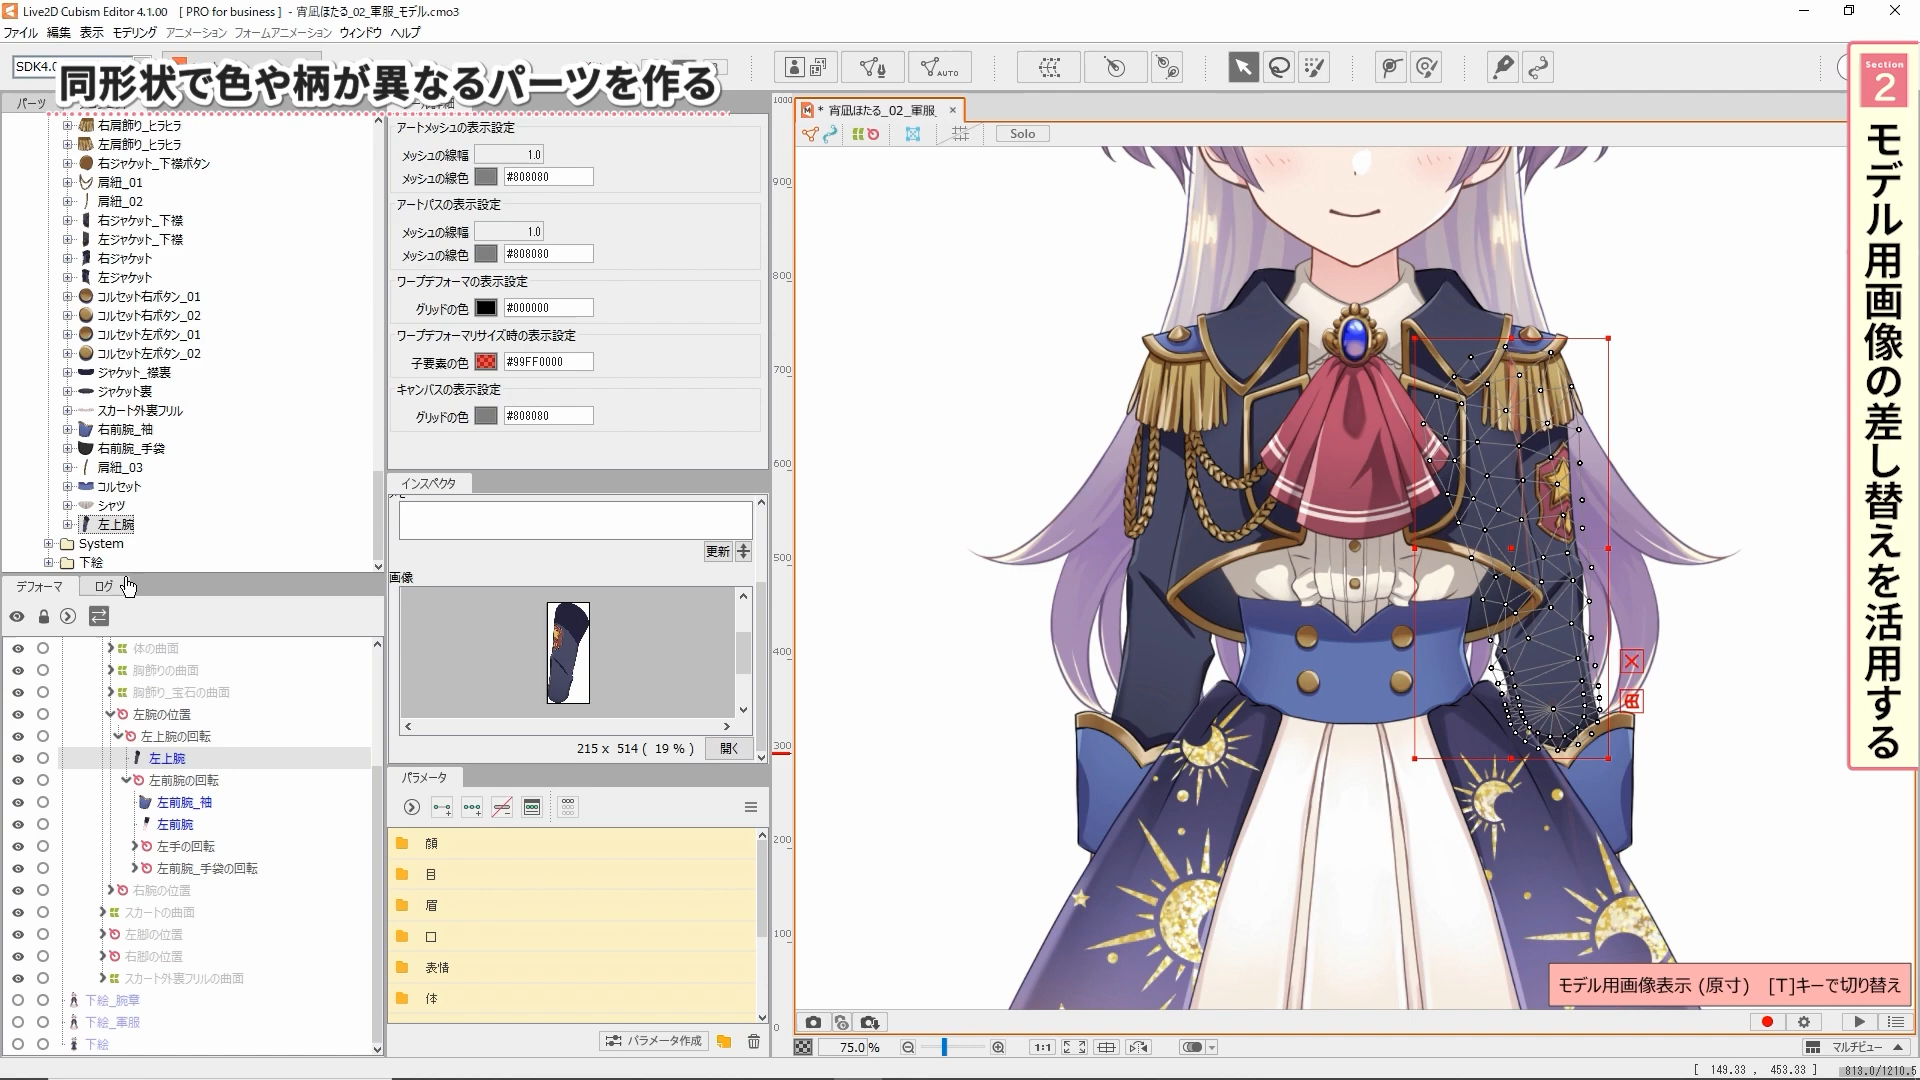 Live2D Cubism Editor 4.1.00 [ PRO for business ] - 宵凪ほたる_02_軍服_モデル.cmo3
ファイル 編集 表示 モデリング アニメーション フォームアニメーション ウィンドウ ヘルプ
SDK4.0
同形状で色や柄が異なるパーツを作る
AUTO
パーツ
右肩飾り_ヒラヒラ
左肩飾り_ヒラヒラ
右ジャケット_下襟ボタン
肩紐_01
肩紐_02
右ジャケット_下襟
左ジャケット_下襟
右ジャケット
左ジャケット
コルセット右ボタン_01
コルセット右ボタン_02
コルセット左ボタン_01
コルセット左ボタン_02
ジャケット_襟裏
ジャケット裏
スカート外裏フリル
右前腕_袖
右前腕_手袋
肩紐_03
コルセット
シャツ
左上腕
System
下絵
デフォーマ ログ
体の曲面
胸飾りの曲面
胸飾り_宝石の曲面
左腕の位置
左上腕の回転
左上腕
左前腕の回転
左前腕_袖
左前腕
左手の回転
左前腕_手袋の回転
右腕の位置
スカートの曲面
左脚の位置
右脚の位置
スカート外裏フリルの曲面
下絵_腕章
下絵_軍服
下絵
アートメッシュの表示設定
メッシュの線幅 1.0
メッシュの線色 #808080
アートパスの表示設定
メッシュの線幅 1.0
メッシュの線色 #808080
ワープデフォーマの表示設定
グリッドの色 #000000
ワープデフォーマリサイズ時の表示設定
子要素の色 #99FF0000
キャンバスの表示設定
グリッドの色 #808080
インスペクタ
更新
画像
215 x 514 ( 19 % ) 開く
パラメータ
顔
目
眉
口
表情
体
パラメータ作成
* 宵凪ほたる_02_軍服_ ×
Solo
1000
900
800
700
600
500
400
300
200
100
0
Section
2
モデル用画像の差し替えを活用する
モデル用画像表示 (原寸) [T]キーで切り替え
75.0 %
1:1
マルチビュー
[ 149.33 , 453.33 ] 813.0/1210.5